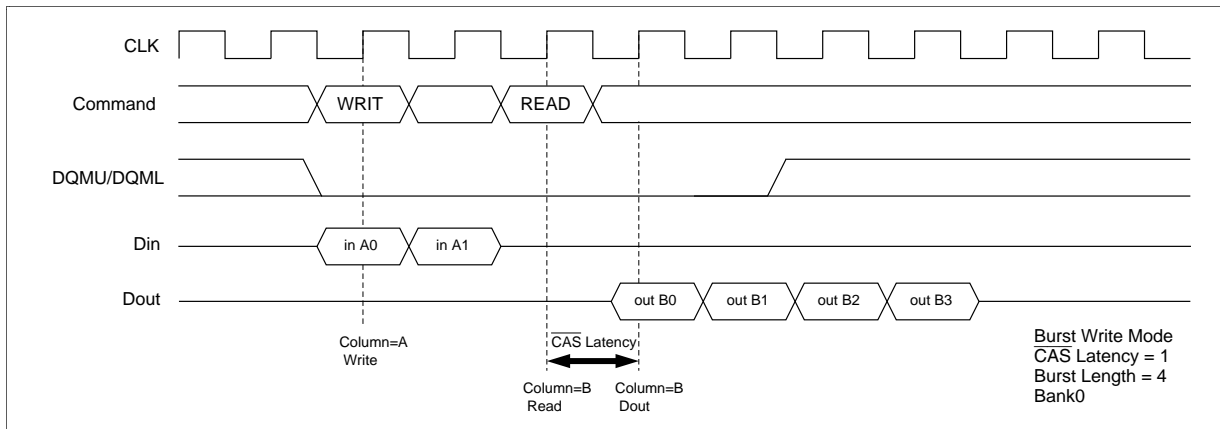 CLK
Command
WRIT
READ
DQMU/DQML
Din
in A0
in A1
Dout
out B0
out B1
out B2
out B3
Column=A
Write
CAS Latency
Column=B
Read
Column=B
Dout
Burst Write Mode
CAS Latency = 1
Burst Length = 4
Bank0